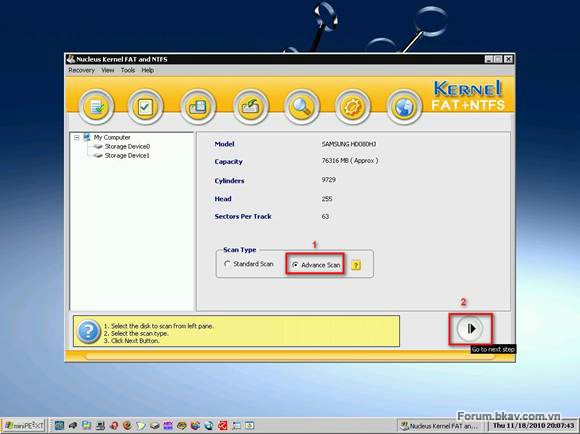 Nucleus Kernel FAT and NTFS
Recovery View Tools Help
KERNEL
FAT+NTFS
My Computer
Storage Device0
Storage Device1
Model SAMSUNG HD080HJ
Capacity 76316 MB ( Approx )
Cylinders 9729
Head 255
Sectors Per Track 63
1
Scan Type
Standard Scan Advance Scan ?
2
? 1. Select the disk to scan from left pane.
2. Select the scan type.
3. Click Next Button.
Go to next step
Forum.bkav.com.vn
miniPE²XT Nucleus Kernel FAT an... Thu 11/18/2010 20:07:43